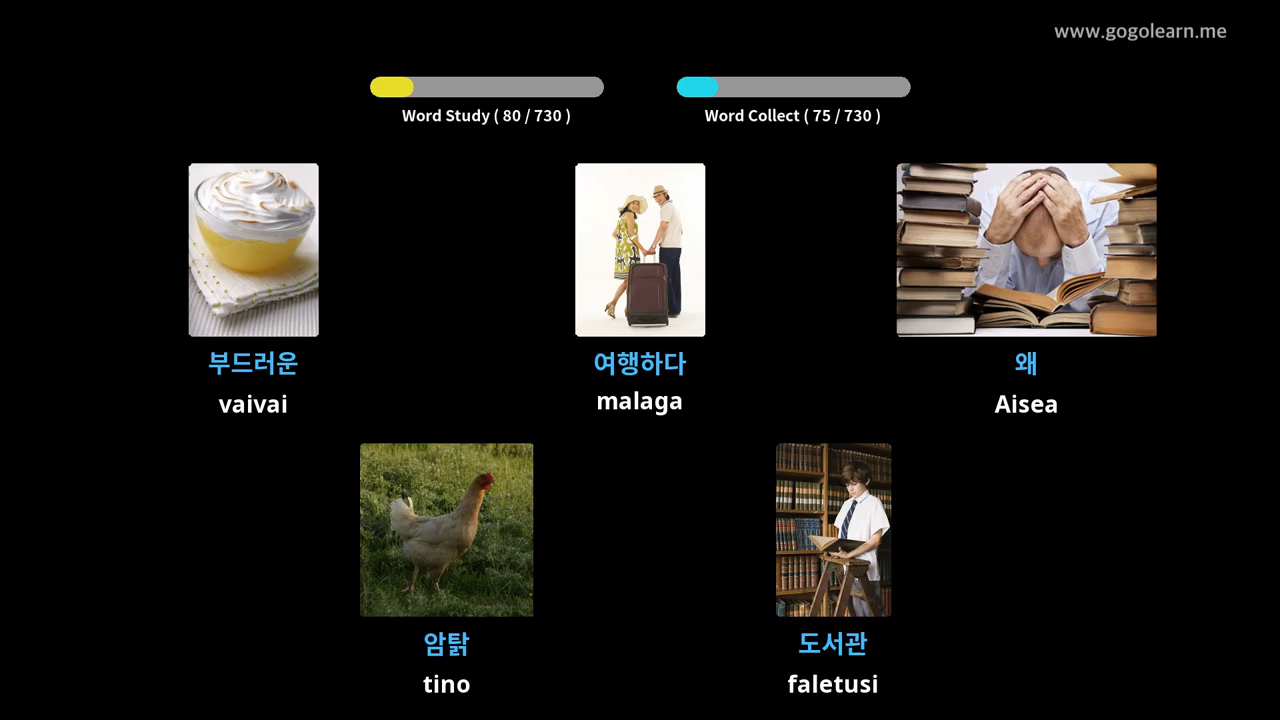 www.gogolearn.me
Word Study ( 80 / 730 )
Word Collect ( 75 / 730 )
부드러운
여행하다
왜
vaivai
malaga
Aisea
암탉
도서관
tino
faletusi